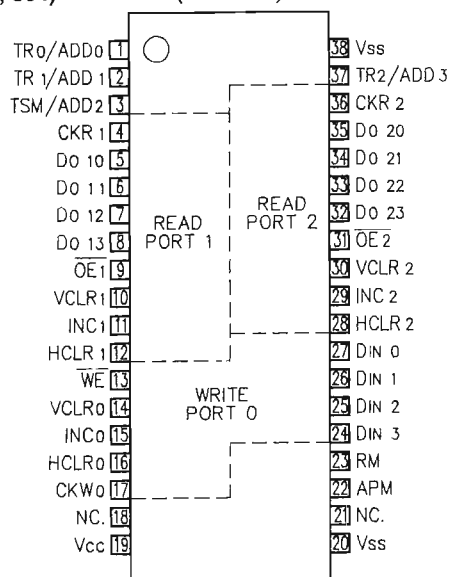 TR0/ADD0 1
TR 1/ADD 1 2
TSM/ADD2 3
CKR 1 4
DO 10 5
DO 11 6
DO 12 7
DO 13 8
OE1 9
VCLR1 10
INC1 11
HCLR 1 12
WE 13
VCLR0 14
INC0 15
HCLR0 16
CKW0 17
NC. 18
Vcc 19
READ
PORT 1
READ
PORT 2
WRITE
PORT 0
38 Vss
37 TR2/ADD 3
36 CKR 2
35 DO 20
34 DO 21
33 DO 22
32 DO 23
31 OE 2
30 VCLR 2
29 INC 2
28 HCLR 2
27 DIN 0
26 DIN 1
25 DIN 2
24 DIN 3
23 RM
22 APM
21 NC.
20 Vss